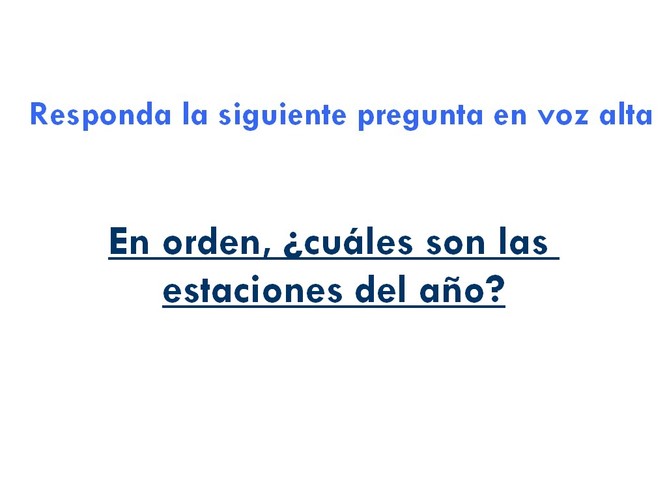 Responda la siguiente pregunta en voz alta
En orden, ¿cuáles son las
estaciones del año?